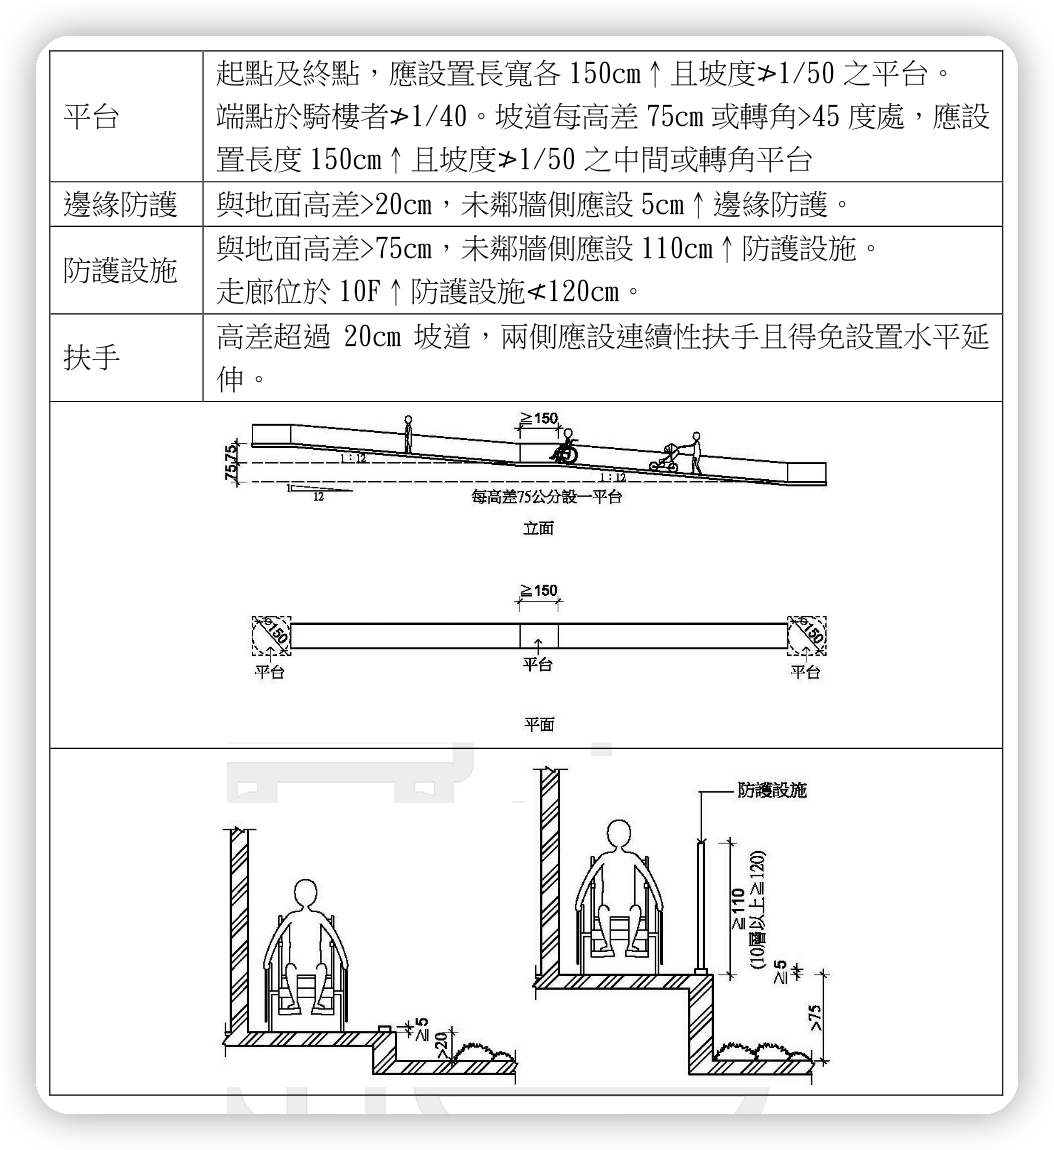 平台
起點及終點，應設置長寬各 150cm↑且坡度≯1/50 之平台。
端點於騎樓者≯1/40。坡道每高差 75cm 或轉角>45 度處，應設
置長度 150cm↑且坡度≯1/50 之中間或轉角平台
邊緣防護
與地面高差>20cm，未鄰牆側應設 5cm↑邊緣防護。
防護設施
與地面高差>75cm，未鄰牆側應設 110cm↑防護設施。
走廊位於 10F↑防護設施≮120cm。
扶手
高差超過 20cm 坡道，兩側應設連續性扶手且得免設置水平延
伸。
≧150
75,75
1：12
1：12
1
12
每高差75公分設一平台
立面
≧150
ø150
ø150
平台
平台
平台
平面
防護設施
≧110
(10層以上≧120)
≧5
>75
≧5
>20